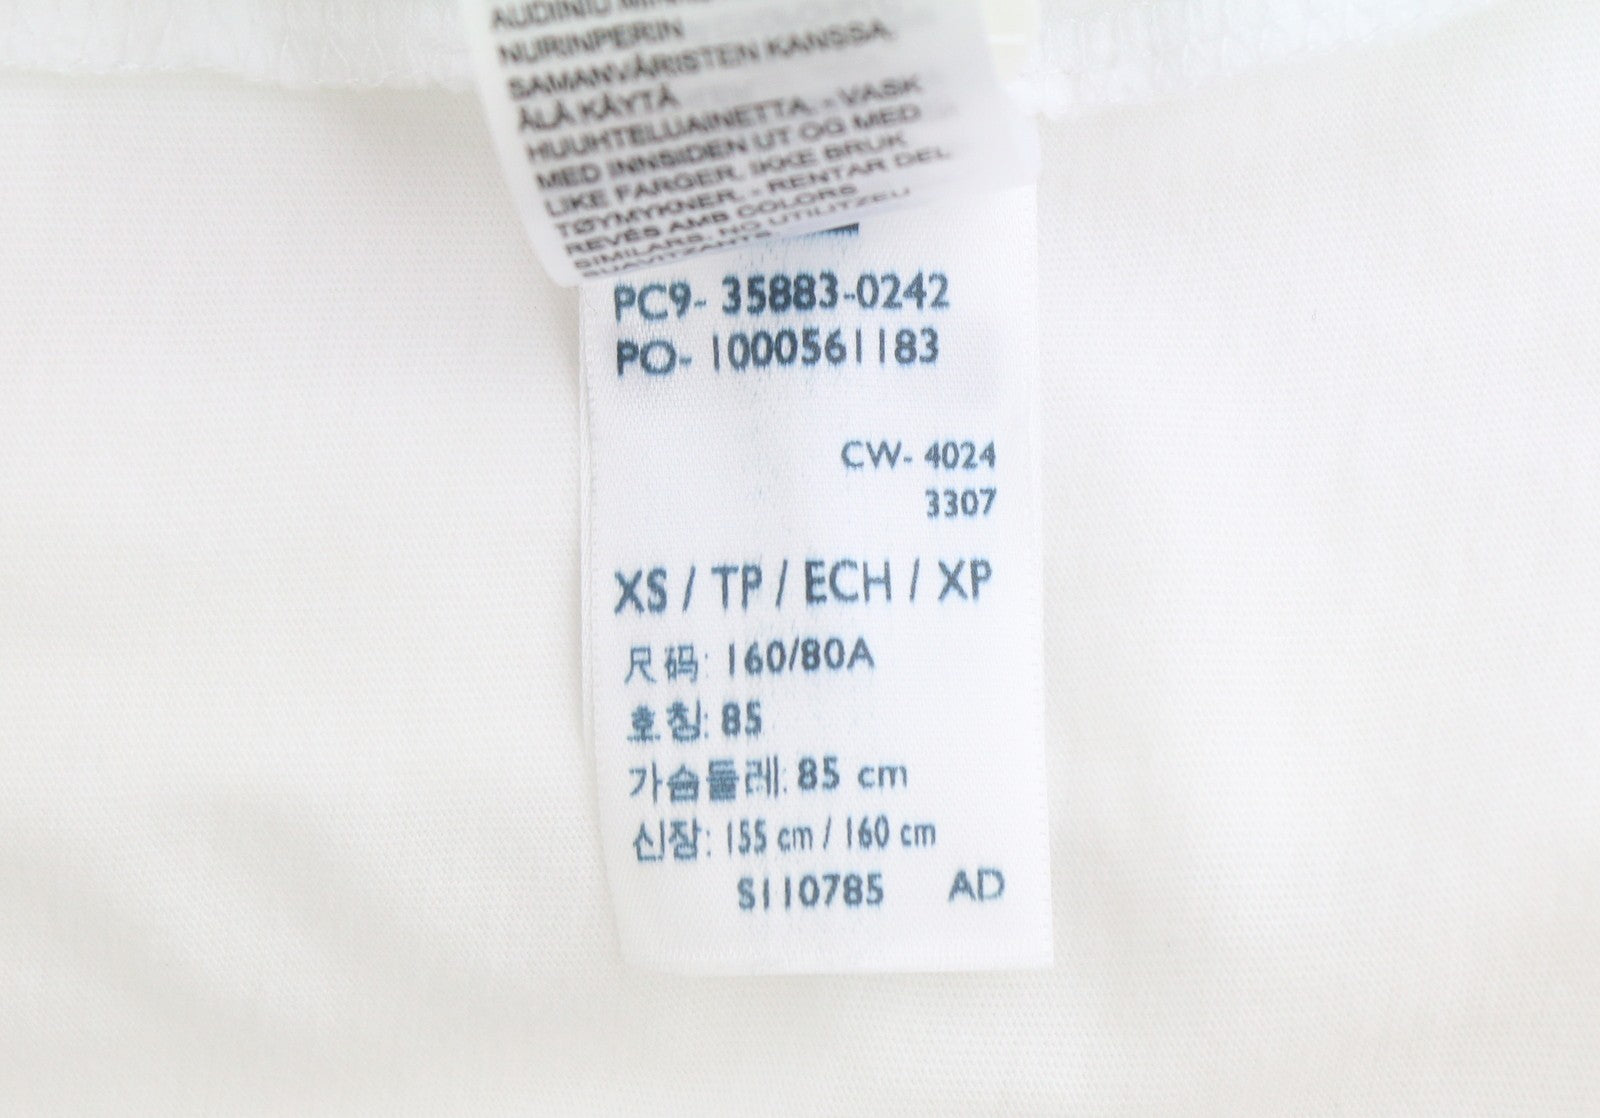 NURINPERIN
SAMANVÄRISTEN KANSSA.
ÄLÄ KÄYTÄ
HUUHTELUAINETTA. - VASK
MED INNSIDEN UT OG MED
LIKE FARGER. IKKE BRUK
TØYMYKNER. - RENTAR DEL
REVÉS AMB COLORS
SIMILARS. NO UTILITZEU
SUAVITZANTS
PC9- 35883-0242
PO- 1000561183
CW- 4024
3307
XS / TP / ECH / XP
尺码: 160/80A
호칭: 85
가슴둘레: 85 cm
신장: 155 cm / 160 cm
S110785 AD